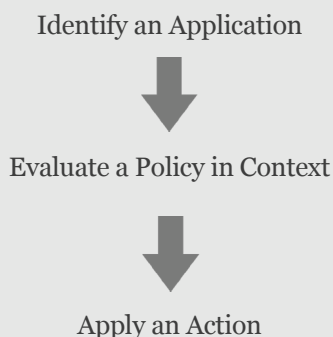 Identify an Application
Evaluate a Policy in Context
Apply an Action